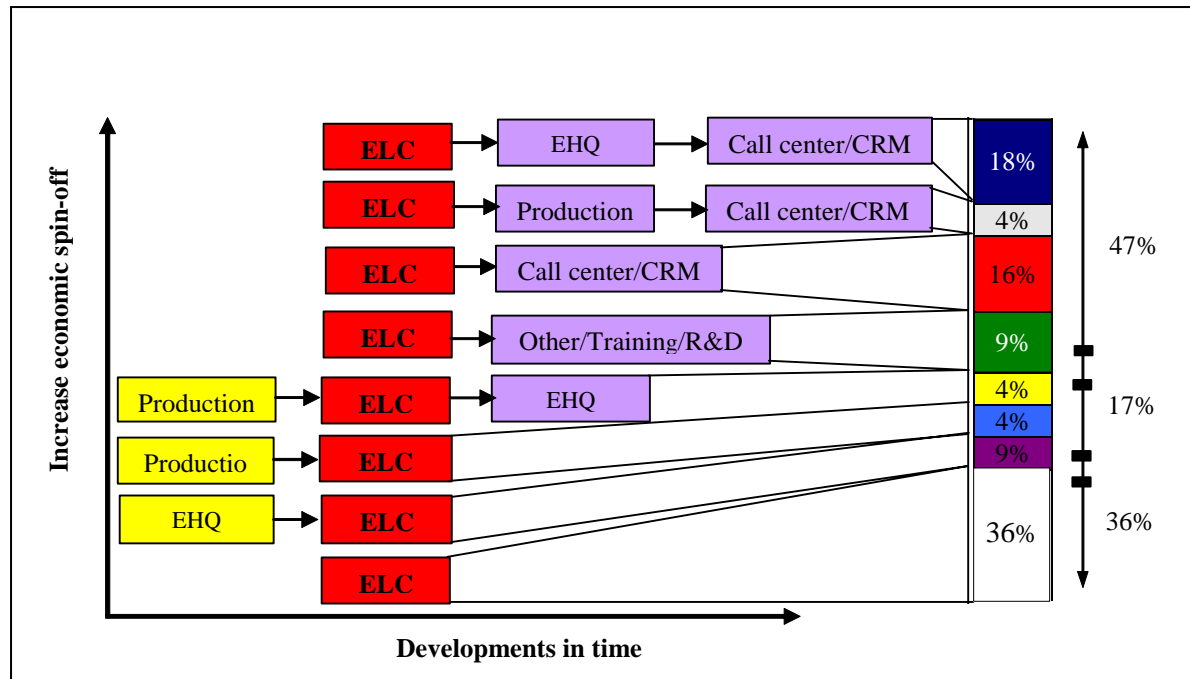 Increase economic spin-off
ELC
EHQ
Call center/CRM
18%
ELC
Production
Call center/CRM
4%
47%
ELC
Call center/CRM
16%
ELC
Other/Training/R&D
9%
Production
ELC
EHQ
4%
17%
4%
Productio
ELC
9%
EHQ
ELC
36%
36%
ELC
Developments in time